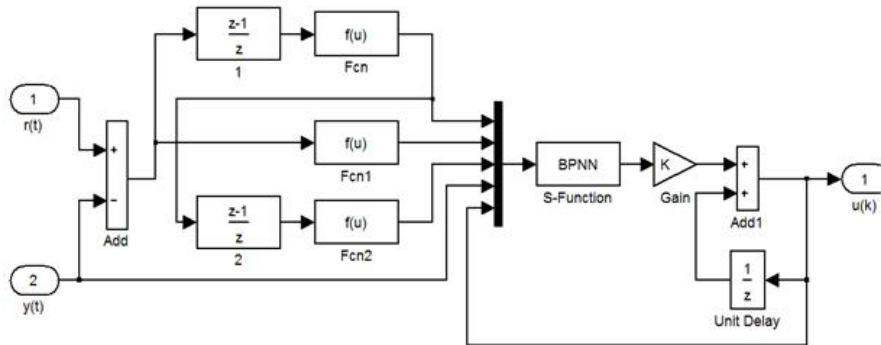 z-1
z
1
f(u)
Fcn
1
r(t)
+
−
Add
f(u)
Fcn1
z-1
z
2
f(u)
Fcn2
2
y(t)
BPNN
S-Function
K
Gain
+
+
Add1
1
u(k)
1
z
Unit Delay